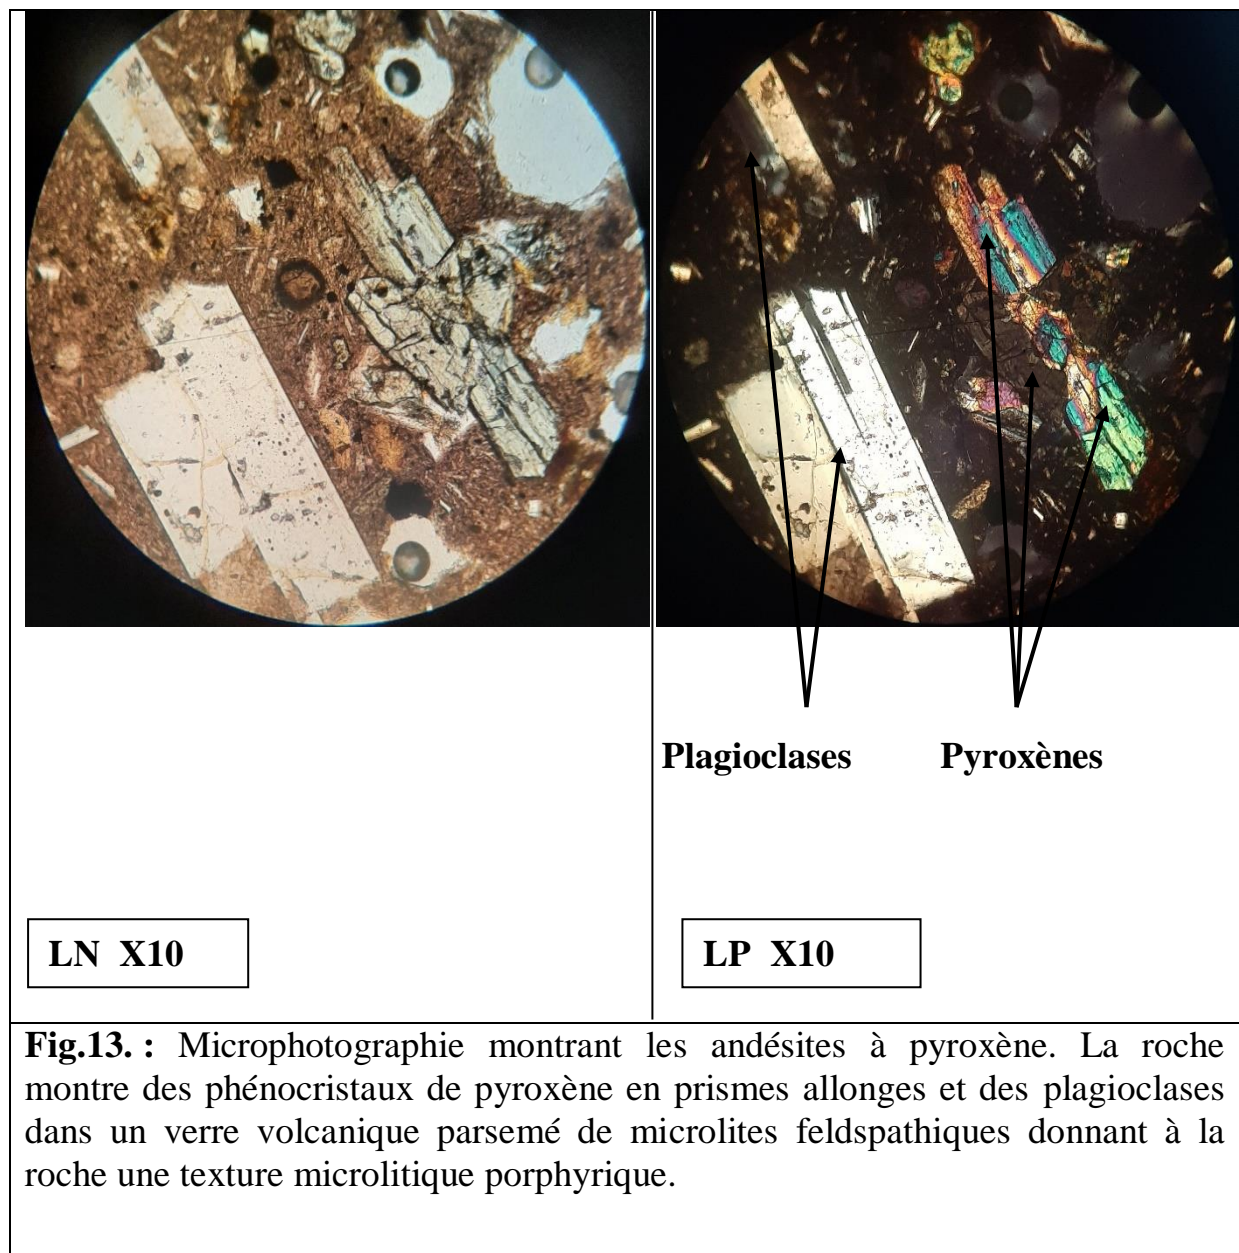 Plagioclases Pyroxènes
LN X10
LP X10
Fig.13. : Microphotographie montrant les andésites à pyroxène. La roche
montre des phénocristaux de pyroxène en prismes allonges et des plagioclases
dans un verre volcanique parsemé de microlites feldspathiques donnant à la
roche une texture microlitique porphyrique.